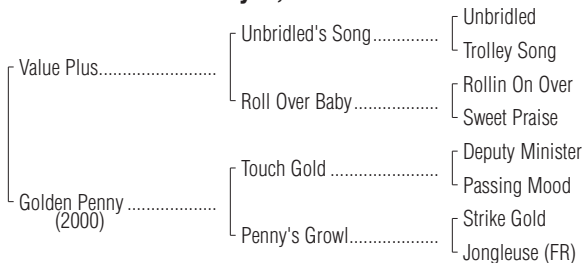 Unbridled
Unbridled's Song..............
Trolley Song
Value Plus.........................
Rollin On Over
Roll Over Baby..................
Sweet Praise
Deputy Minister
Touch Gold .......................
Passing Mood
Golden Penny ...................
(2000)
Strike Gold
Penny's Growl...................
Jongleuse (FR)